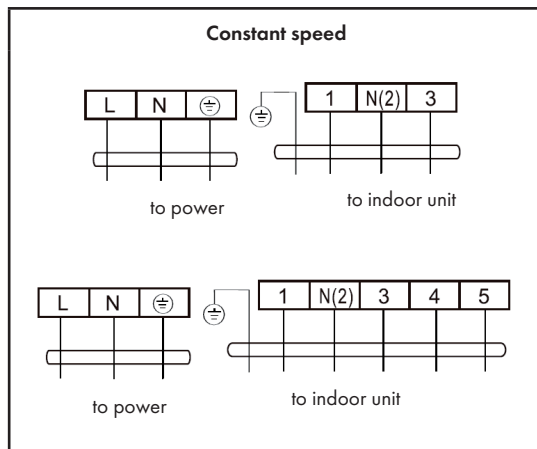 Constant speed
L N 1 N(2) 3
to power to indoor unit
L N 1 N(2) 3 4 5
to power to indoor unit